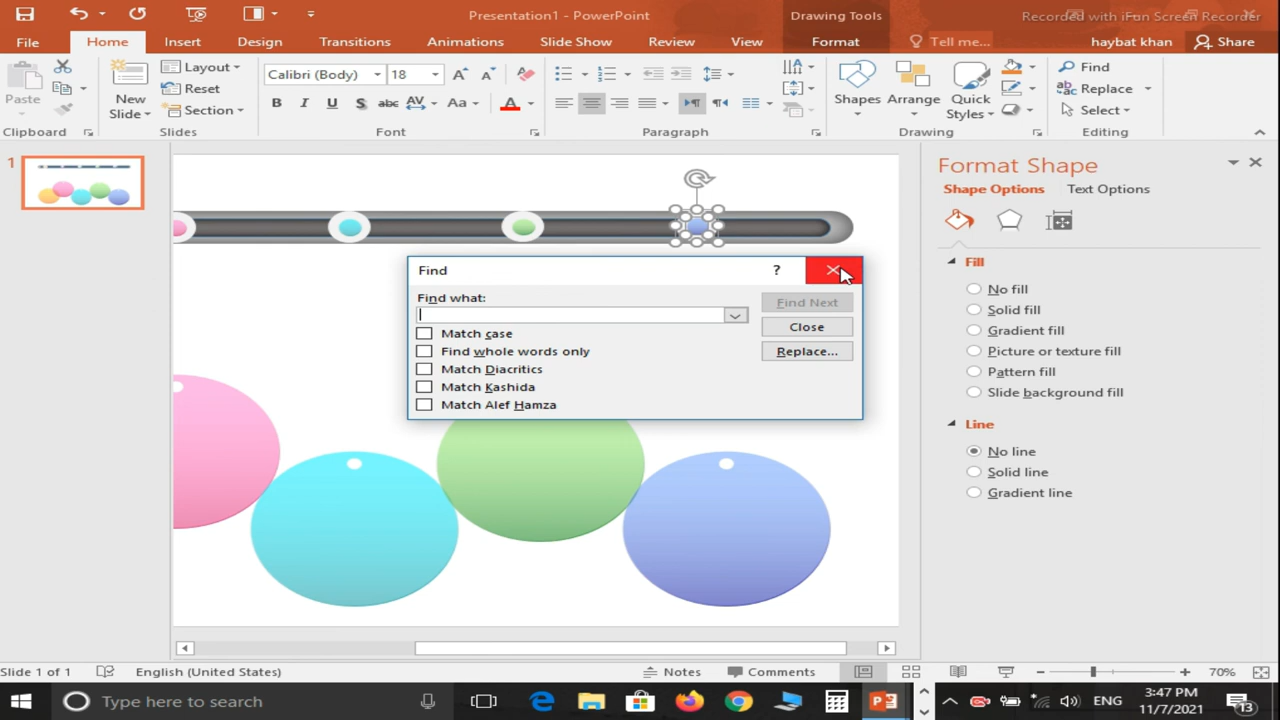 Presentation1 - PowerPoint
Drawing Tools
Recorded with iFun Screen Recorder
File
Home
Insert
Design
Transitions
Animations
Slide Show
Review
View
Format
Tell me...
haybat khan
Share
Paste
New Slide
Layout
Reset
Section
Calibri (Body)
18
B I U S abc AV Aa A
Shapes
Arrange
Quick Styles
Find
Replace
Select
Clipboard
Slides
Font
Paragraph
Drawing
Editing
1
Format Shape
Shape Options
Text Options
Fill
No fill
Solid fill
Gradient fill
Picture or texture fill
Pattern fill
Slide background fill
Line
No line
Solid line
Gradient line
Find
?
Find what:
Find Next
Match case
Close
Find whole words only
Replace...
Match Diacritics
Match Kashida
Match Alef Hamza
Slide 1 of 1
English (United States)
Notes
Comments
70%
Type here to search
ENG
3:47 PM
11/7/2021
13